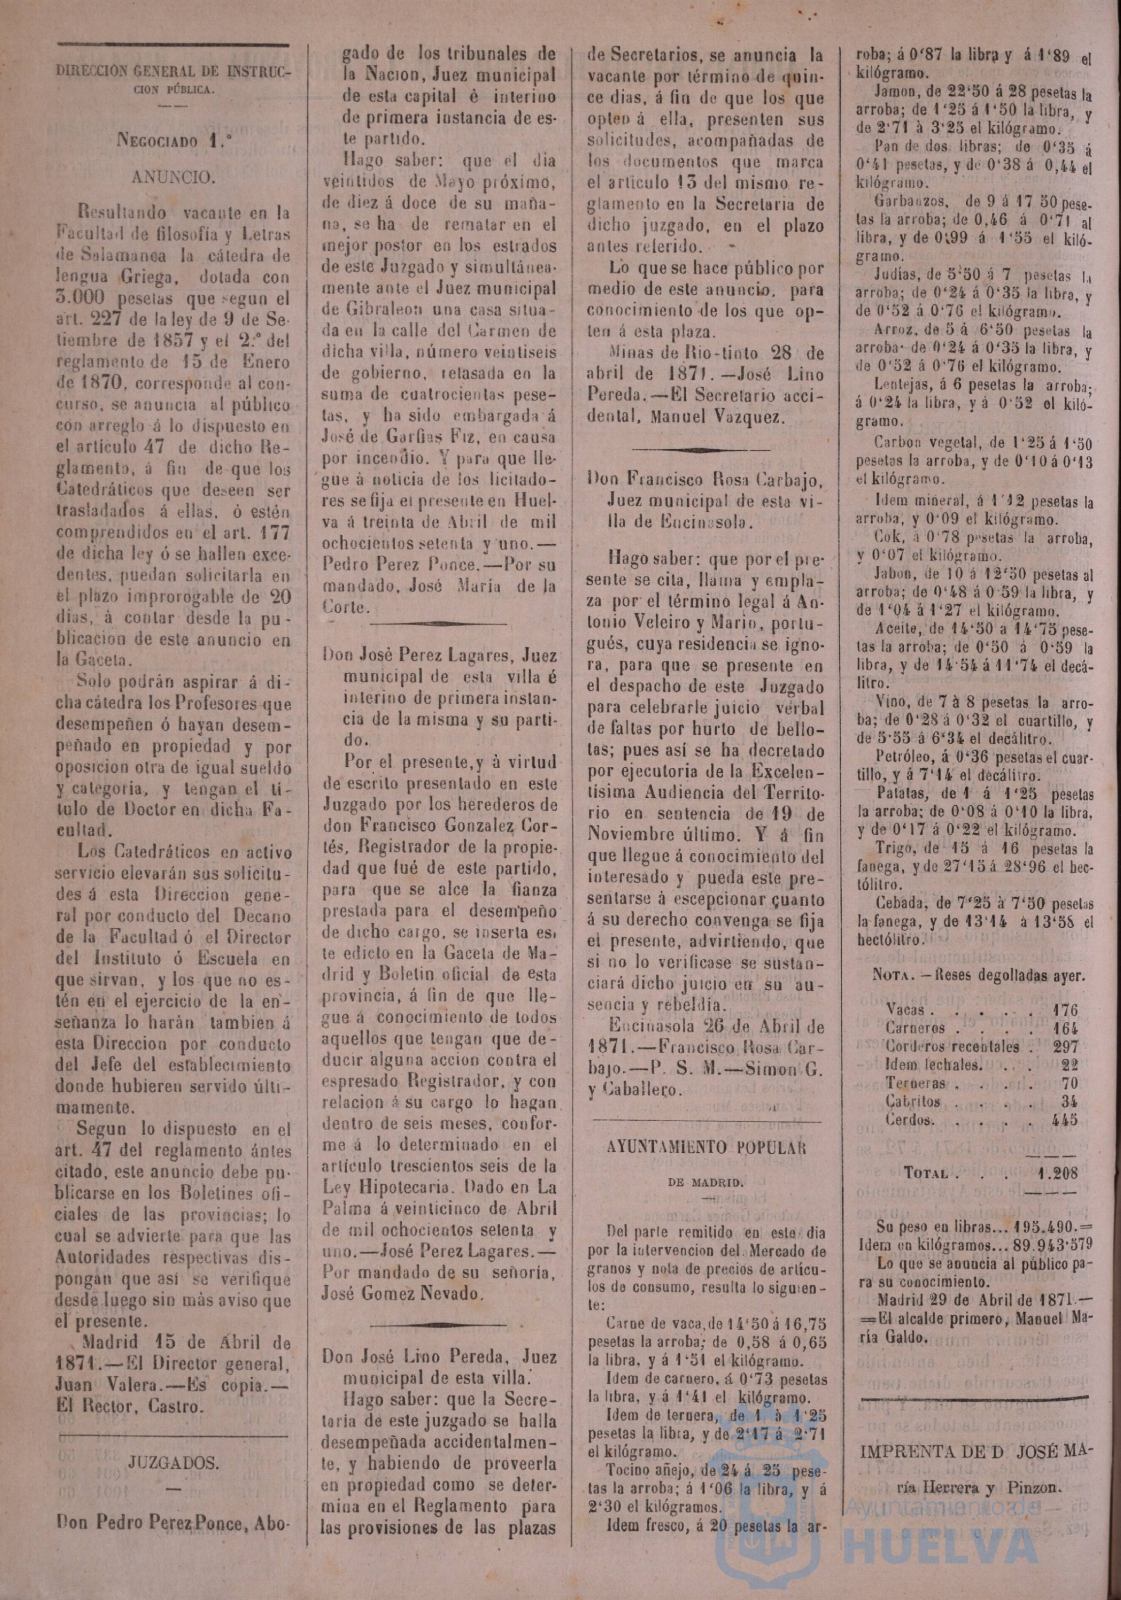 DIRECCION GENERAL DE INSTRUC-
CION PÚBLICA.
NEGOCIADO 1.°
ANUNCIO.
Resultando vacante en la
Facultad de filosofía y Letras
de Salamanca la cátedra de
lengua Griega, dotada con
3.000 pesetas que segun el
art. 227 de la ley de 9 de Se-
tiembre de 1857 y el 2.° del
reglamento de 15 de Enero
de 1870, corresponde al con-
curso, se anuncia al público
con arreglo á lo dispuesto en
el artículo 47 de dicho Re-
glamento, á fin de que los
Catedráticos que deseen ser
trasladados á ellas, ó estén
comprendidos en el art. 177
de dicha ley ó se hallen exce-
dentes, puedan solicitarla en
el plazo improrogable de 20
dias, á contar desde la pu-
blicacion de este anuncio en
la Gaceta.
Solo podrán aspirar á di-
cha cátedra los Profesores que
desempeñen ó hayan desem-
peñado en propiedad y por
oposicion otra de igual sueldo
y categoría, y tengan el tí-
tulo de Doctor en dicha Fa-
cultad.
Los Catedráticos en activo
servicio elevarán sus solicitu-
des á esta Direccion gene-
ral por conducto del Decano
de la Facultad ó el Director
del Instituto ó Escuela en
que sirvan, y los que no es-
tén en el ejercicio de la en-
señanza lo harán tambien á
esta Direccion por conducto
del Jefe del establecimiento
donde hubieren servido últi-
mamente.
Segun lo dispuesto en el
art. 47 del reglamento ántes
citado, este anuncio debe pu-
blicarse en los Boletines ofi-
ciales de las provincias; lo
cual se advierte para que las
Autoridades respectivas dis-
pongan que así se verifique
desde luego sin más aviso que
el presente.
Madrid 15 de Abril de
1871.—El Director general,
Juan Valera.—Es copia.—
El Rector, Castro.
JUZGADOS.
Don Pedro Perez Ponce, Abo-
gado de los tribunales de
la Nacion, Juez municipal
de esta capital é interino
de primera instancia de es-
te partido.
Hago saber: que el dia
veintidos de Mayo próximo,
de diez á doce de su maña-
na, se ha de rematar en el
mejor postor en los estrados
de este Juzgado y simultánea-
mente ante el Juez municipal
de Gibraleon una casa situa-
da en la calle del Carmen de
dicha villa, número veintiseis
de gobierno, retasada en la
suma de cuatrocientas pese-
tas, y ha sido embargada á
José de Garfias Fiz, en causa
por incendio. Y para que lle-
gue á noticia de los licitado-
res se fija el presente en Huel-
va á treinta de Abril de mil
ochocientos setenta y uno.—
Pedro Perez Ponce.—Por su
mandado, José María de la
Corte.
Don José Perez Lagares, Juez
municipal de esta villa é
interino de primera instan-
cia de la misma y su parti-
do.
Por el presente, y á virtud
de escrito presentado en este
Juzgado por los herederos de
don Francisco Gonzalez Cor-
tés, Registrador de la propie-
dad que fué de este partido,
para que se alce la fianza
prestada para el desempeño
de dicho cargo, se inserta es-
te edicto en la Gaceta de Ma-
drid y Boletin oficial de esta
provincia, á fin de que lle-
gue á conocimiento de todos
aquellos que tengan que de-
ducir alguna accion contra el
espresado Registrador, y con
relacion á su cargo lo hagan
dentro de seis meses, confor-
me á lo determinado en el
artículo trescientos seis de la
Ley Hipotecaria. Dado en La
Palma á veinticinco de Abril
de mil ochocientos setenta y
uno.—José Perez Lagares.—
Por mandado de su señoría,
José Gomez Nevado.
Don José Lino Pereda, Juez
municipal de esta villa.
Hago saber: que la Secre-
taría de este juzgado se halla
desempeñada accidentalmen-
te, y habiendo de proveerla
en propiedad como se deter-
mina en el Reglamento para
las provisiones de las plazas
de Secretarios, se anuncia la
vacante por término de quin-
ce dias, á fin de que los que
opten á ella, presenten sus
solicitudes, acompañadas de
los documentos que marca
el artículo 13 del mismo re-
glamento en la Secretaria de
dicho juzgado, en el plazo
antes referido.
Lo que se hace público por
medio de este anuncio, para
conocimiento de los que op-
ten á esta plaza.
Minas de Rio-tinto 28 de
abril de 1871.—José Lino
Pereda.—El Secretario acci-
dental, Manuel Vazquez.
Don Francisco Rosa Carbajo,
Juez municipal de esta vi-
lla de Encinasola.
Hago saber: que por el pre-
sente se cita, llama y empla-
za por el término legal á An-
tonio Veleiro y Mario, portu-
gués, cuya residencia se igno-
ra, para que se presente en
el despacho de este Juzgado
para celebrarle juicio verbal
de faltas por hurto de bello-
tas; pues así se ha decretado
por ejecutoria de la Excelen-
tísima Audiencia del Territo-
rio en sentencia de 19 de
Noviembre último. Y á fin
que llegue á conocimiento del
interesado y pueda este pre-
sentarse á escepcionar cuanto
á su derecho convenga se fija
el presente, advirtiendo, que
si no lo verificase se sustan-
ciará dicho juicio en su au-
sencia y rebeldía.
Encinasola 26 de Abril de
1871.—Francisco Rosa Car-
bajo.—P. S. M.—Simon G.
y Caballero.
AYUNTAMIENTO POPULAR
DE MADRID.
Del parte remitido en este dia
por la intervencion del Mercado de
granos y nota de precios de artícu-
los de consumo, resulta lo siguien-
te:
Carne de vaca, de 14'50 á 16,75
pesetas la arroba; de 0,58 á 0,65
la libra, y á 1'51 el kilógramo.
Idem de carnero, á 0'73 pesetas
la libra, y á 1'41 el kilógramo.
Idem de ternera, de 1 á 1'25
pesetas la libra, y de 2'17 á 2'71
el kilógramo.
Tocino añejo, de 24 á 25 pese-
tas la arroba; á 1'06 la libra, y á
2'30 el kilógramos.
Idem fresco, á 20 pesetas la ar-
roba; á 0'87 la libra y á 1'89 el
kilógramo.
Jamon, de 22'50 á 28 pesetas la
arroba; de 1'25 á 1'50 la libra, y
de 2'71 á 3'25 el kilógramo.
Pan de dos libras; de 0'35 á
0'41 pesetas, y de 0'38 á 0,44 el
kilógramo.
Garbanzos, de 9 á 17 50 pese-
tas la arroba; de 0,46 á 0'71 al
libra, y de 0'99 á 1'55 el kiló-
gramo.
Judias, de 5'50 á 7 pesetas la
arroba; de 0'24 á 0'35 la libra, y
de 0'52 á 0'76 el kilógramo.
Arroz, de 5 á 6'50 pesetas la
arroba- de 0'24 á 0'35 la libra, y
de 0'52 á 0'76 el kilógramo.
Lentejas, á 6 pesetas la arroba;
á 0'24 la libra, y á 0'52 el kiló-
gramo.
Carbon vegetal, de 1'25 á 1'50
pesetas la arroba, y de 0'10 á 0'13
el kilógramo.
Idem mineral, á 1'12 pesetas la
arroba, y 0'09 el kilógramo.
Cok, á 0'78 pesetas la arroba,
y 0'07 el kilógramo.
Jabon, de 10 á 12'50 pesetas al
arroba; de 0'48 á 0'59 la libra, y
de 1'04 á 1'27 el kilógramo.
Aceite, de 14'50 a 14'75 pese-
tas la arroba; de 0'50 á 0'59 la
libra, y de 14'54 á 11'74 el decá-
litro.
Vino, de 7 à 8 pesetas la arro-
ba; de 0'28 á 0'32 el cuartillo, y
de 5'55 á 6'34 el decálitro.
Petróleo, á 0'36 pesetas el cuar-
tillo, y á 7'14 el decálitro.
Patatas, de 1 á 1'25 pesetas
la arroba; de 0'08 á 0'10 la libra,
y de 0'17 á 0'22 el kilógramo.
Trigo, de 15 á 16 pesetas la
fanega, y de 27'15 á 28'96 el hec-
tólitro.
Cebada, de 7'25 à 7'50 pesetas
la fanega, y de 13'14 à 13'58 el
hectólitro.
NOTA.—Reses degolladas ayer.
Vacas . . . . . . 176
Carneros . . . . 164
Corderos recentales . 297
Idem lechales. . . 22
Terneras . . . . 70
Cabritos . . . . 34
Cerdos. . . . . 445
TOTAL . . . 1.208
Su peso en libras... 195.490.=
Idem en kilógramos... 89.943'579
Lo que se anuncia al público pa-
ra su conocimiento.
Madrid 29 de Abril de 1871.—
=El alcalde primero, Manuel Ma-
ría Galdo.
IMPRENTA DE D. JOSÉ MA-
ría Herrera y Pinzon.
Ayuntamiento de
HUELVA